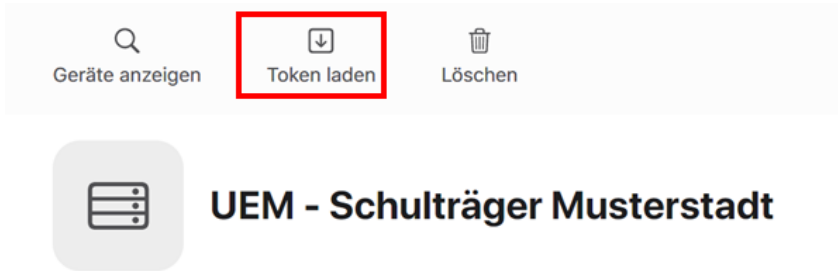 Geräte anzeigen Token laden Löschen
UEM - Schulträger Musterstadt